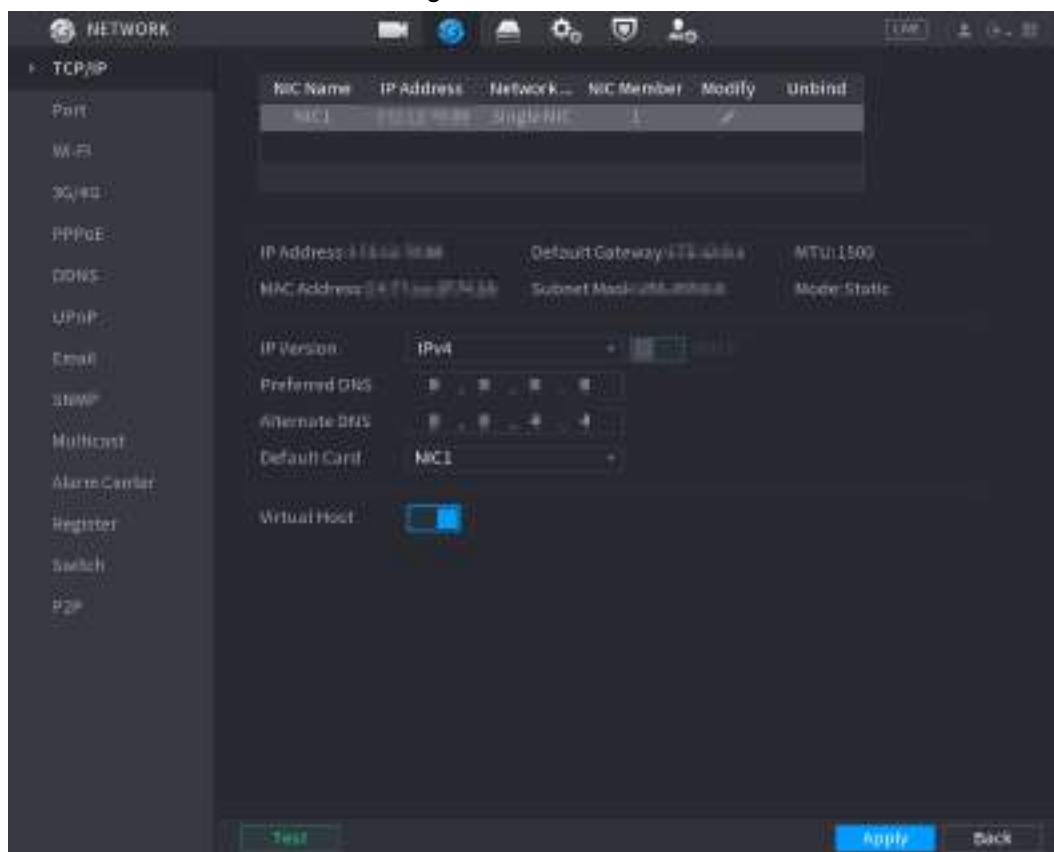 NETWORK
LIVE
TCP/IP
Port
Wi-Fi
3G/4G
PPPoE
DDNS
UPnP
Email
SNMP
Multicast
Alarm Center
Register
Switch
P2P
NIC Name IP Address Network... NIC Member Modify Unbind
NIC1 Single NIC 1
IP Address: Default Gateway: MTU:1500
MAC Address: Subnet Mask: Mode: Static
IP Version IPv4
Preferred DNS
Alternate DNS
Default Card NIC1
Virtual Host
Test Apply Back